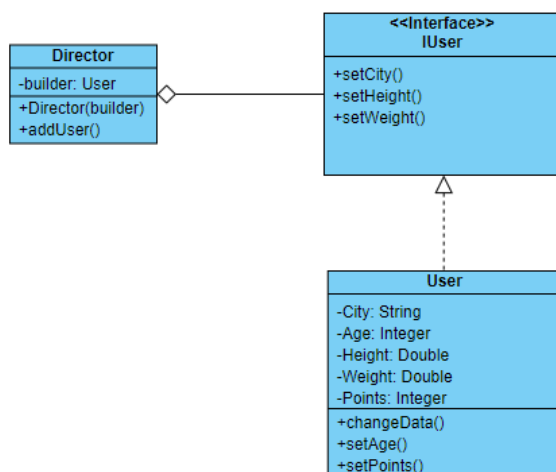 Director
-builder: User
+Director(builder)
+addUser()
<<Interface>>
IUser
+setCity()
+setHeight()
+setWeight()
User
-City: String
-Age: Integer
-Height: Double
-Weight: Double
-Points: Integer
+changeData()
+setAge()
+setPoints()